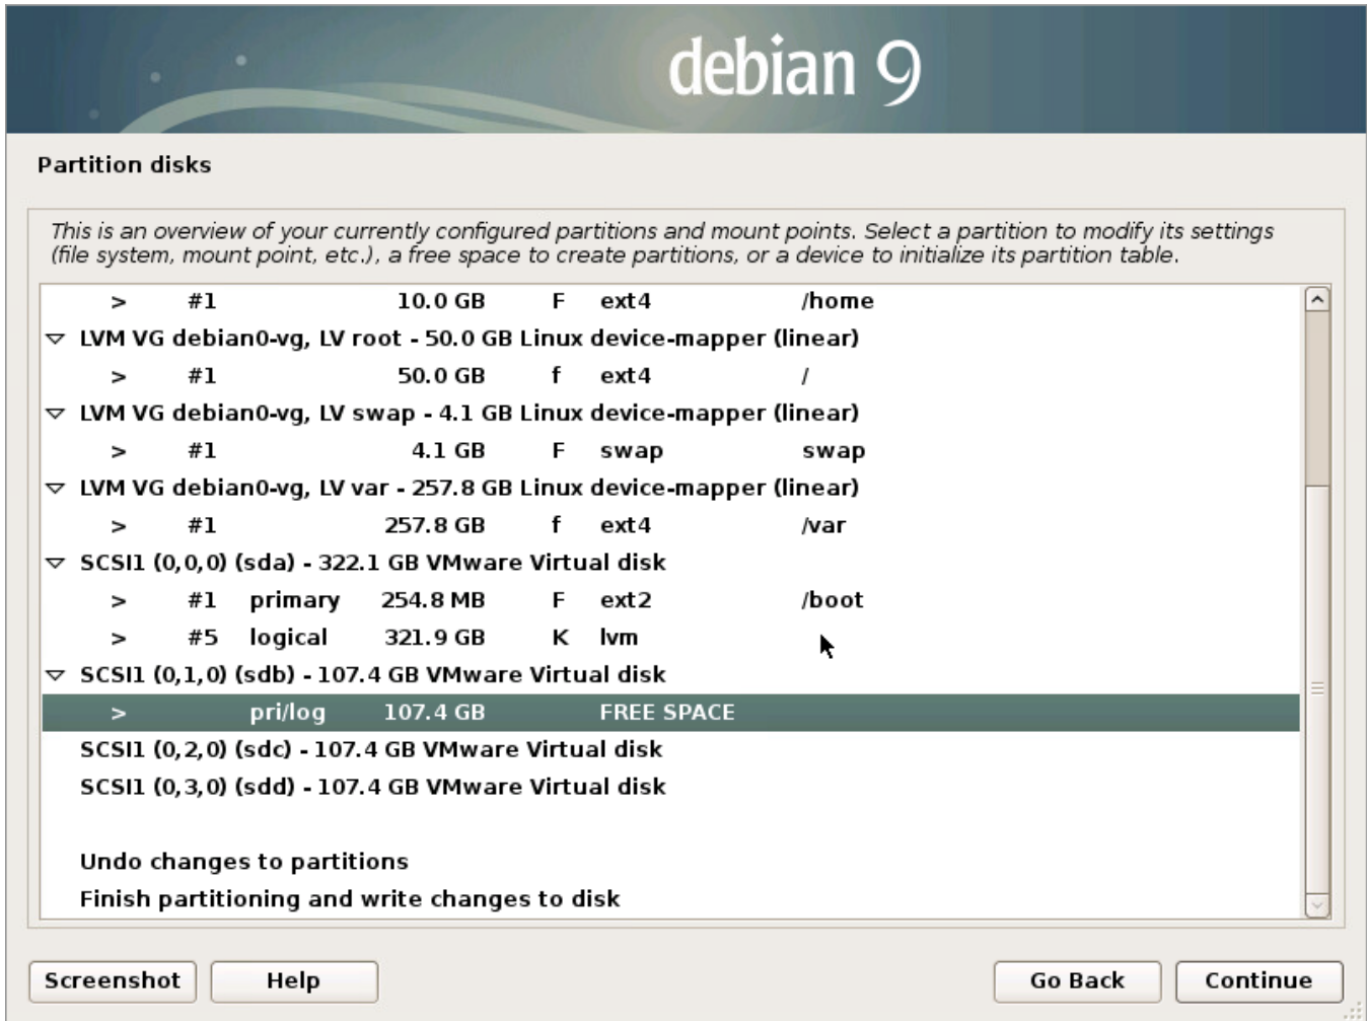 debian 9
Partition disks
This is an overview of your currently configured partitions and mount points. Select a partition to modify its settings
(file system, mount point, etc.), a free space to create partitions, or a device to initialize its partition table.
> #1 10.0 GB F ext4 /home
LVM VG debian0-vg, LV root - 50.0 GB Linux device-mapper (linear)
> #1 50.0 GB f ext4 /
LVM VG debian0-vg, LV swap - 4.1 GB Linux device-mapper (linear)
> #1 4.1 GB F swap swap
LVM VG debian0-vg, LV var - 257.8 GB Linux device-mapper (linear)
> #1 257.8 GB f ext4 /var
SCSI1 (0,0,0) (sda) - 322.1 GB VMware Virtual disk
> #1 primary 254.8 MB F ext2 /boot
> #5 logical 321.9 GB K lvm
SCSI1 (0,1,0) (sdb) - 107.4 GB VMware Virtual disk
> pri/log 107.4 GB FREE SPACE
SCSI1 (0,2,0) (sdc) - 107.4 GB VMware Virtual disk
SCSI1 (0,3,0) (sdd) - 107.4 GB VMware Virtual disk
Undo changes to partitions
Finish partitioning and write changes to disk
Screenshot Help Go Back Continue